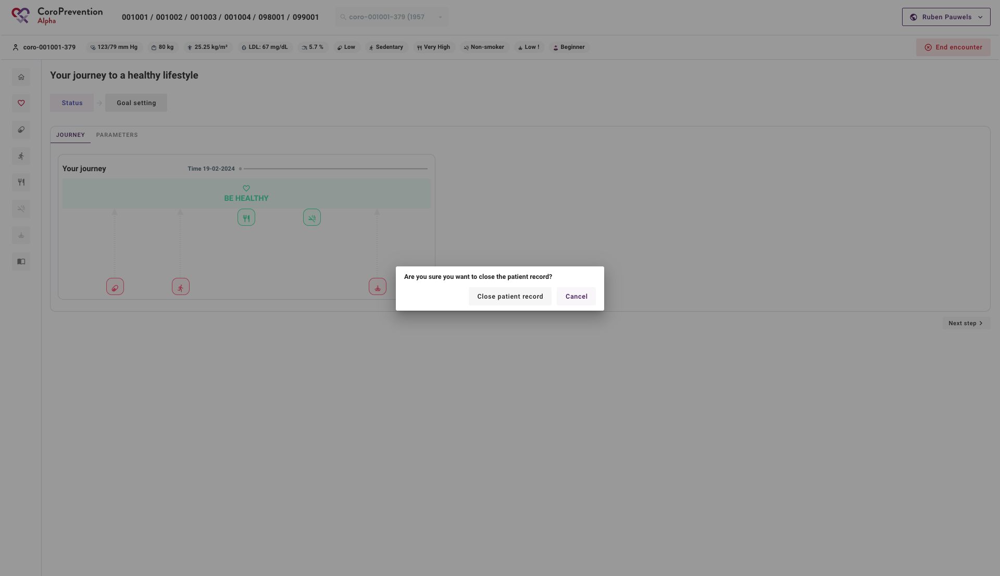 CoroPrevention
Alpha
001001 / 001002 / 001003 / 001004 / 098001 / 099001
coro-001001-379 (1957
Ruben Pauwels
coro-001001-379
123/79 mm Hg
80 kg
25.25 kg/m²
LDL: 67 mg/dL
5.7 %
Low
Sedentary
Very High
Non-smoker
Low !
Beginner
End encounter
Your journey to a healthy lifestyle
Status
Goal setting
JOURNEY
PARAMETERS
Your journey
Time 19-02-2024
BE HEALTHY
Are you sure you want to close the patient record?
Close patient record
Cancel
Next step